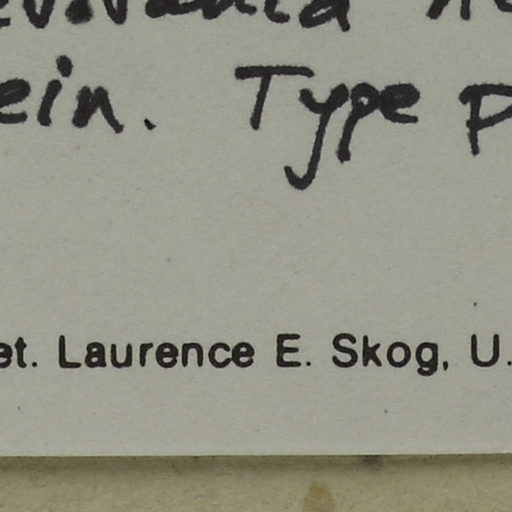 ein. Type p
et. Laurence E. Skog, U.